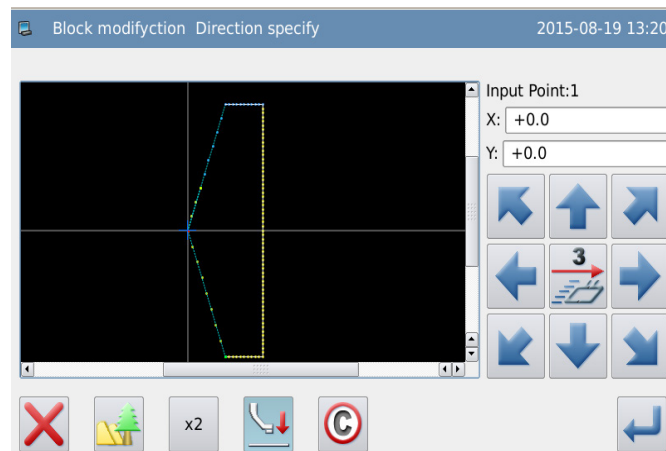 Block modifyction Direction specify 2015-08-19 13:20
Input Point:1
X: +0.0
Y: +0.0
3
x2
C